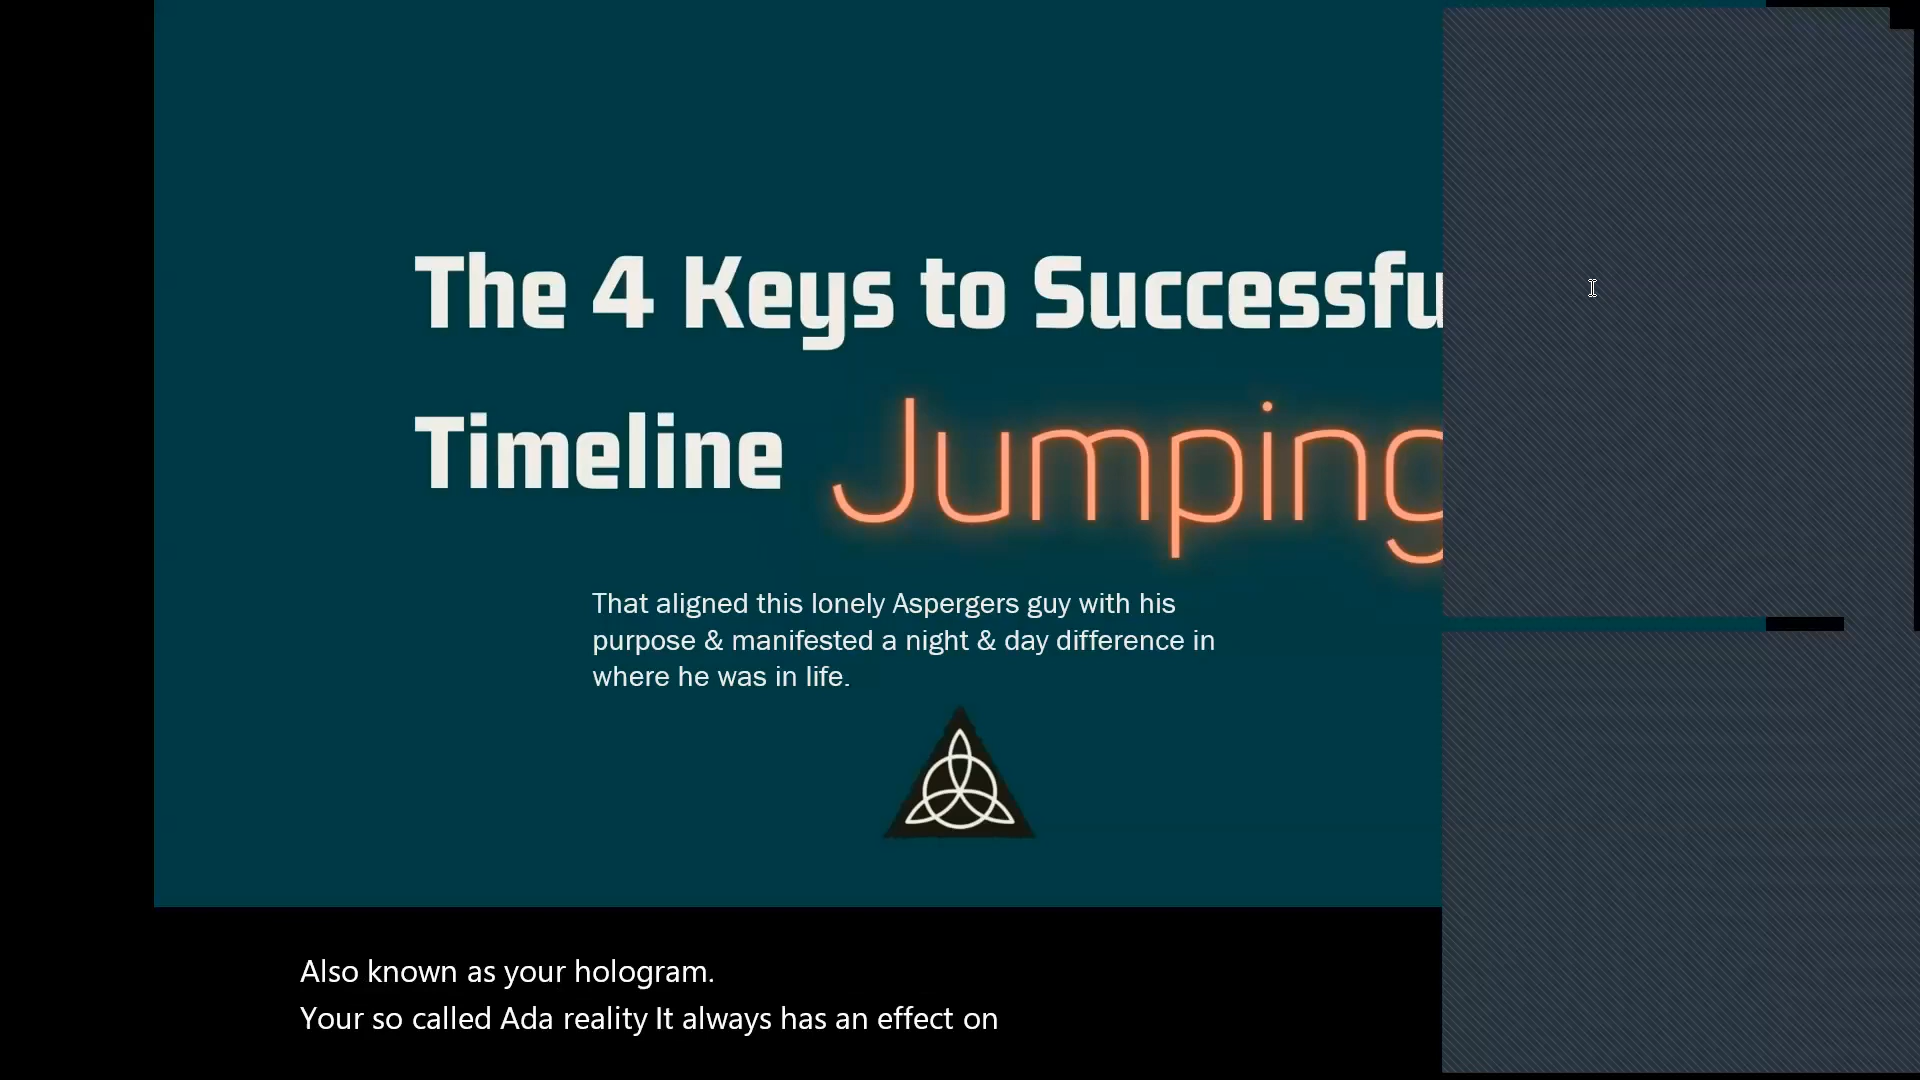 The 4 Keys to Successfu
Timeline Jumping
That aligned this lonely Aspergers guy with his
purpose & manifested a night & day difference in
where he was in life.
Also known as your hologram.
Your so called Ada reality It always has an effect on